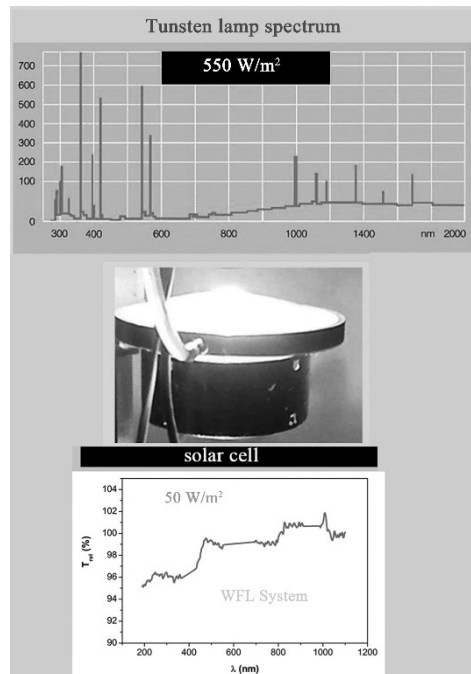 Tunsten lamp spectrum
550 W/m²
700
600
500
400
300
200
100
0
300 400 600 800 1000 1400 nm 2000
solar cell
50 W/m²
104
102
100
98
96
94
92
90
T_rel (%)
WFL System
200 400 600 800 1000 1200
λ (nm)